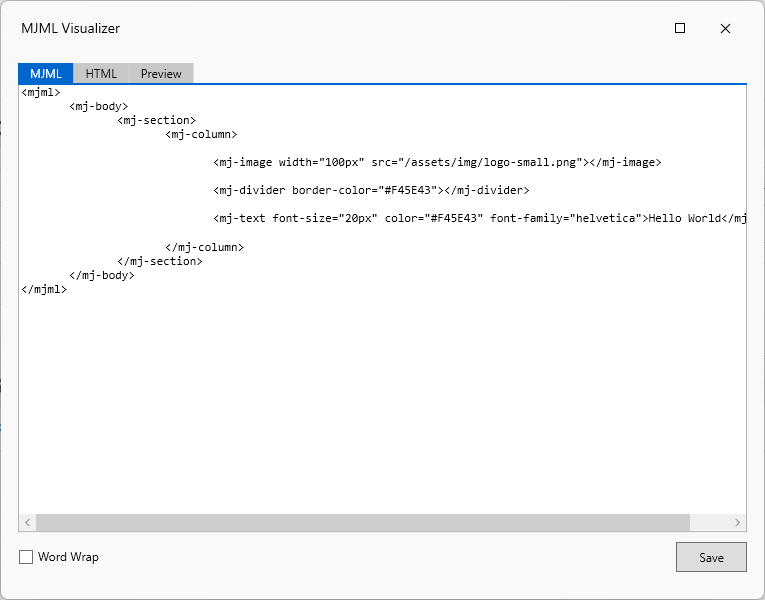 MJML Visualizer
MJML HTML Preview
<mjml>
<mj-body>
<mj-section>
<mj-column>
<mj-image width="100px" src="/assets/img/logo-small.png"></mj-image>
<mj-divider border-color="#F45E43"></mj-divider>
<mj-text font-size="20px" color="#F45E43" font-family="helvetica">Hello World</mj
</mj-column>
</mj-section>
</mj-body>
</mjml>
Word Wrap
Save